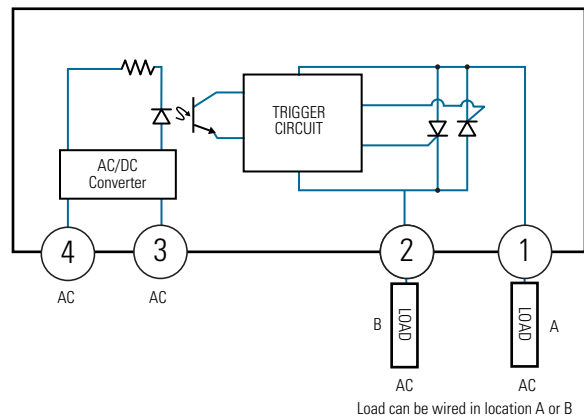 TRIGGER
CIRCUIT
AC/DC
Converter
4
3
2
1
AC
AC
B
LOAD
LOAD
A
AC
AC
Load can be wired in location A or B